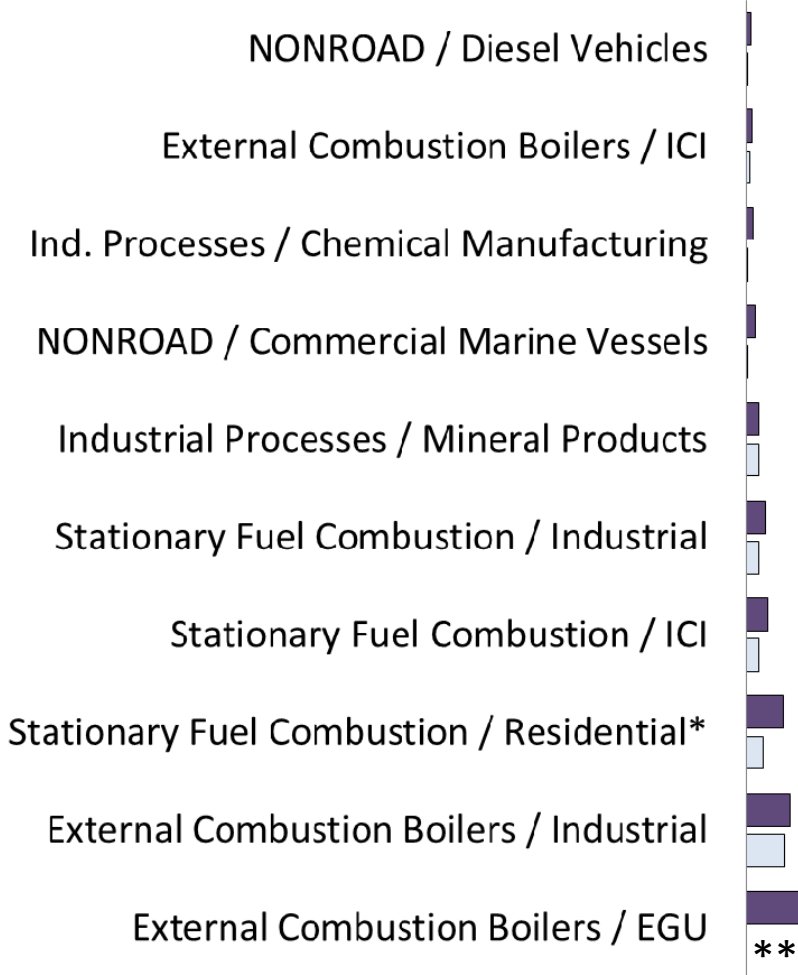 NONROAD / Diesel Vehicles
External Combustion Boilers / ICI
Ind. Processes / Chemical Manufacturing
NONROAD / Commercial Marine Vessels
Industrial Processes / Mineral Products
Stationary Fuel Combustion / Industrial
Stationary Fuel Combustion / ICI
Stationary Fuel Combustion / Residential*
External Combustion Boilers / Industrial
External Combustion Boilers / EGU
**